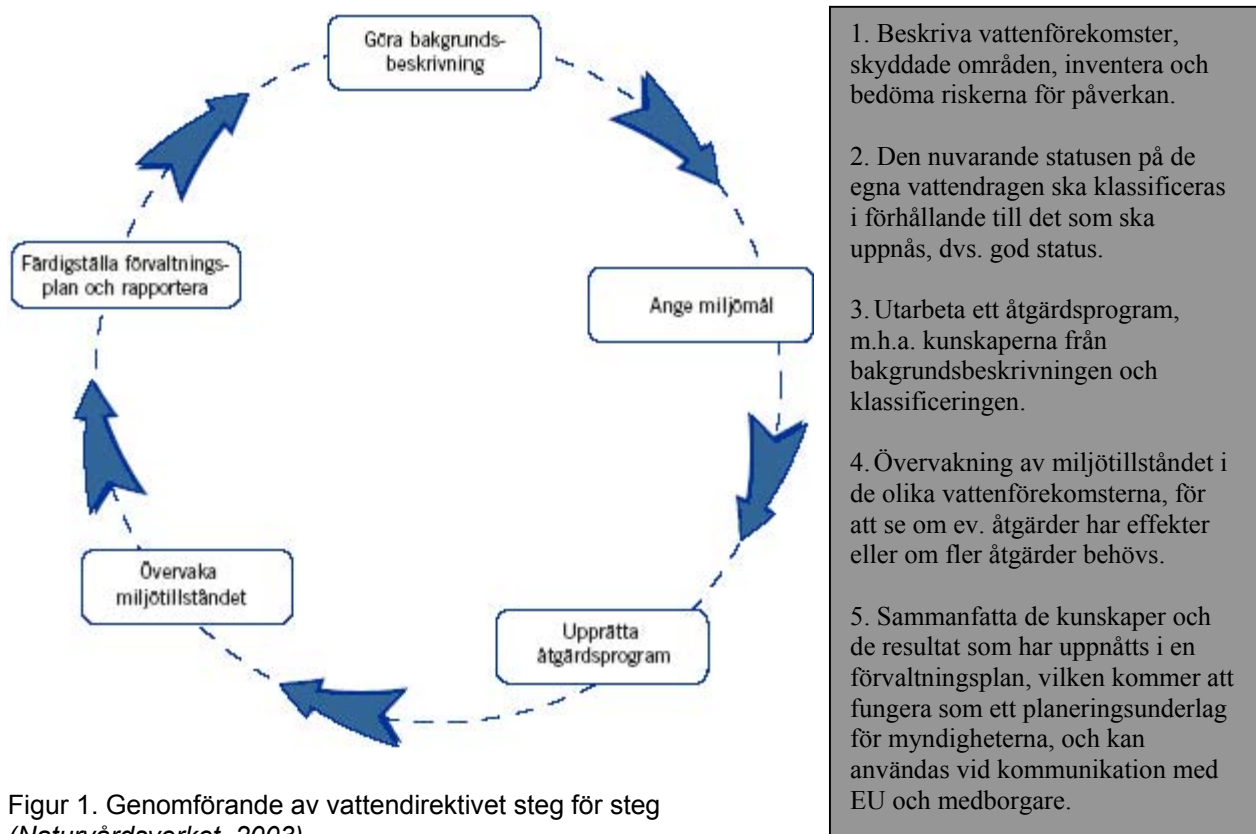 Göra bakgrunds-
beskrivning
Ange miljömål
Upprätta
åtgärdsprogram
Övervaka
miljötillståndet
Färdigställa förvaltnings-
plan och rapportera
Figur 1. Genomförande av vattendirektivet steg för steg
(Naturvårdsverket, 2003)
1. Beskriva vattenförekomster,
skyddade områden, inventera och
bedöma riskerna för påverkan.
2. Den nuvarande statusen på de
egna vattendragen ska klassificeras
i förhållande till det som ska
uppnås, dvs. god status.
3. Utarbeta ett åtgärdsprogram,
m.h.a. kunskaperna från
bakgrundsbeskrivningen och
klassificeringen.
4. Övervakning av miljötillståndet i
de olika vattenförekomsterna, för
att se om ev. åtgärder har effekter
eller om fler åtgärder behövs.
5. Sammanfatta de kunskaper och
de resultat som har uppnåtts i en
förvaltningsplan, vilken kommer att
fungera som ett planeringsunderlag
för myndigheterna, och kan
användas vid kommunikation med
EU och medborgare.